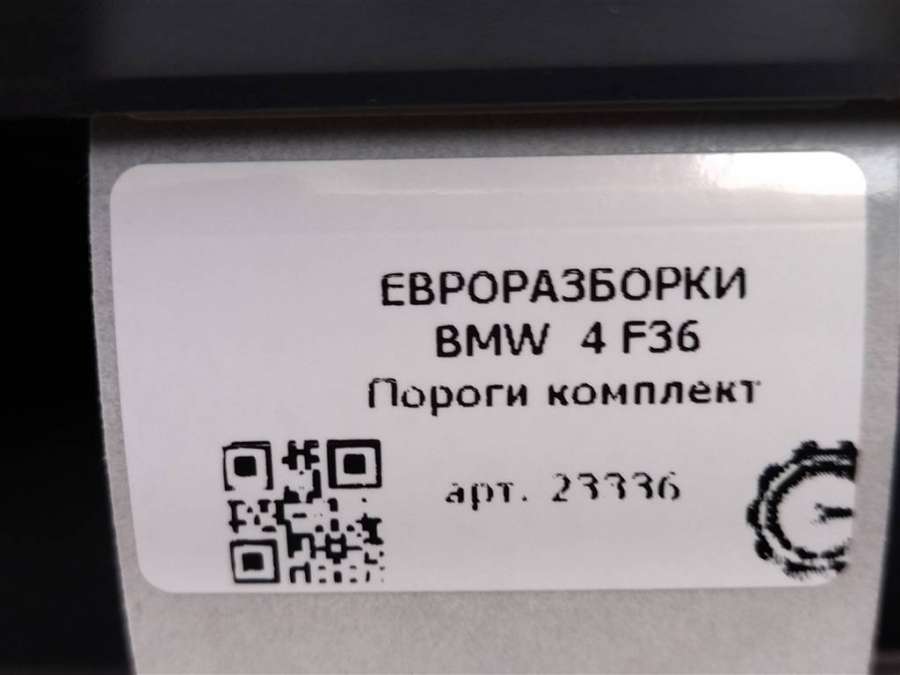 ЕВРОРАЗБОРКИ
BMW 4 F36
Пороги комплект
арт. 23336